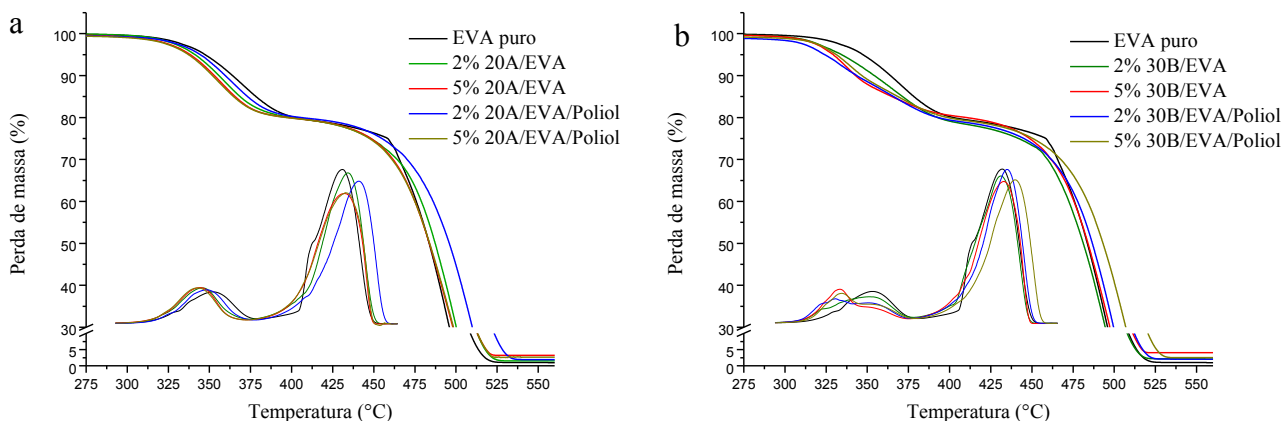 a
EVA puro
2% 20A/EVA
5% 20A/EVA
2% 20A/EVA/Poliol
5% 20A/EVA/Poliol
Perda de massa (%)
100
90
80
70
60
50
40
30
5
0
275 300 325 350 375 400 425 450 475 500 525 550
Temperatura (°C)
b
EVA puro
2% 30B/EVA
5% 30B/EVA
2% 30B/EVA/Poliol
5% 30B/EVA/Poliol
Perda de massa (%)
100
90
80
70
60
50
40
30
5
0
275 300 325 350 375 400 425 450 475 500 525 550
Temperatura (°C)